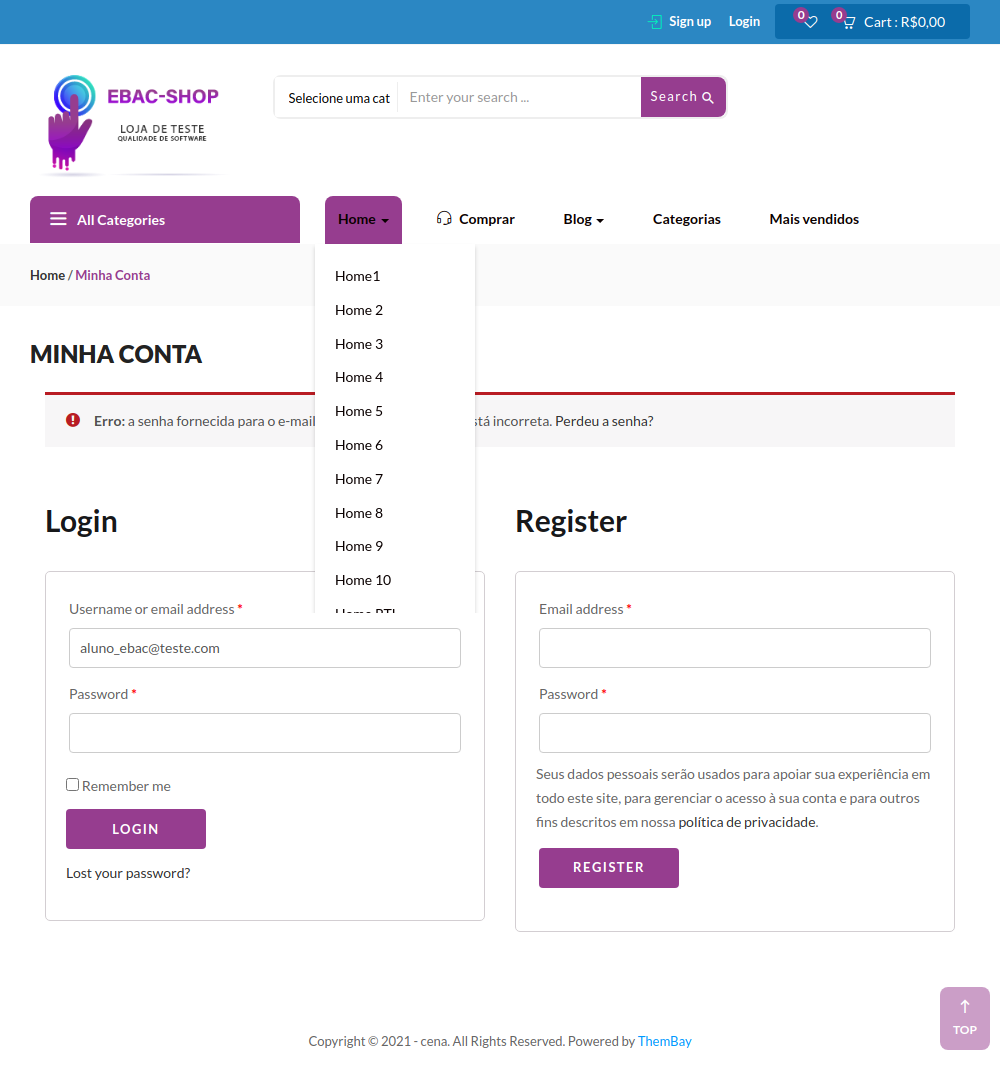 Sign up
Login
0
0
Cart : R$0,00
EBAC-SHOP
LOJA DE TESTE
QUALIDADE DE SOFTWARE
Selecione uma cat
Enter your search ...
Search
All Categories
Home
Comprar
Blog
Categorias
Mais vendidos
Home / Minha Conta
Home1
Home 2
Home 3
Home 4
Home 5
Home 6
Home 7
Home 8
Home 9
Home 10
MINHA CONTA
Erro: a senha fornecida para o e-mail incorreta. Perdeu a senha?
Login
Username or email address *
aluno_ebac@teste.com
Password *
Remember me
LOGIN
Lost your password?
Register
Email address *
Password *
Seus dados pessoais serão usados para apoiar sua experiência em
todo este site, para gerenciar o acesso à sua conta e para outros
fins descritos em nossa política de privacidade.
REGISTER
TOP
Copyright © 2021 - cena. All Rights Reserved. Powered by ThemBay